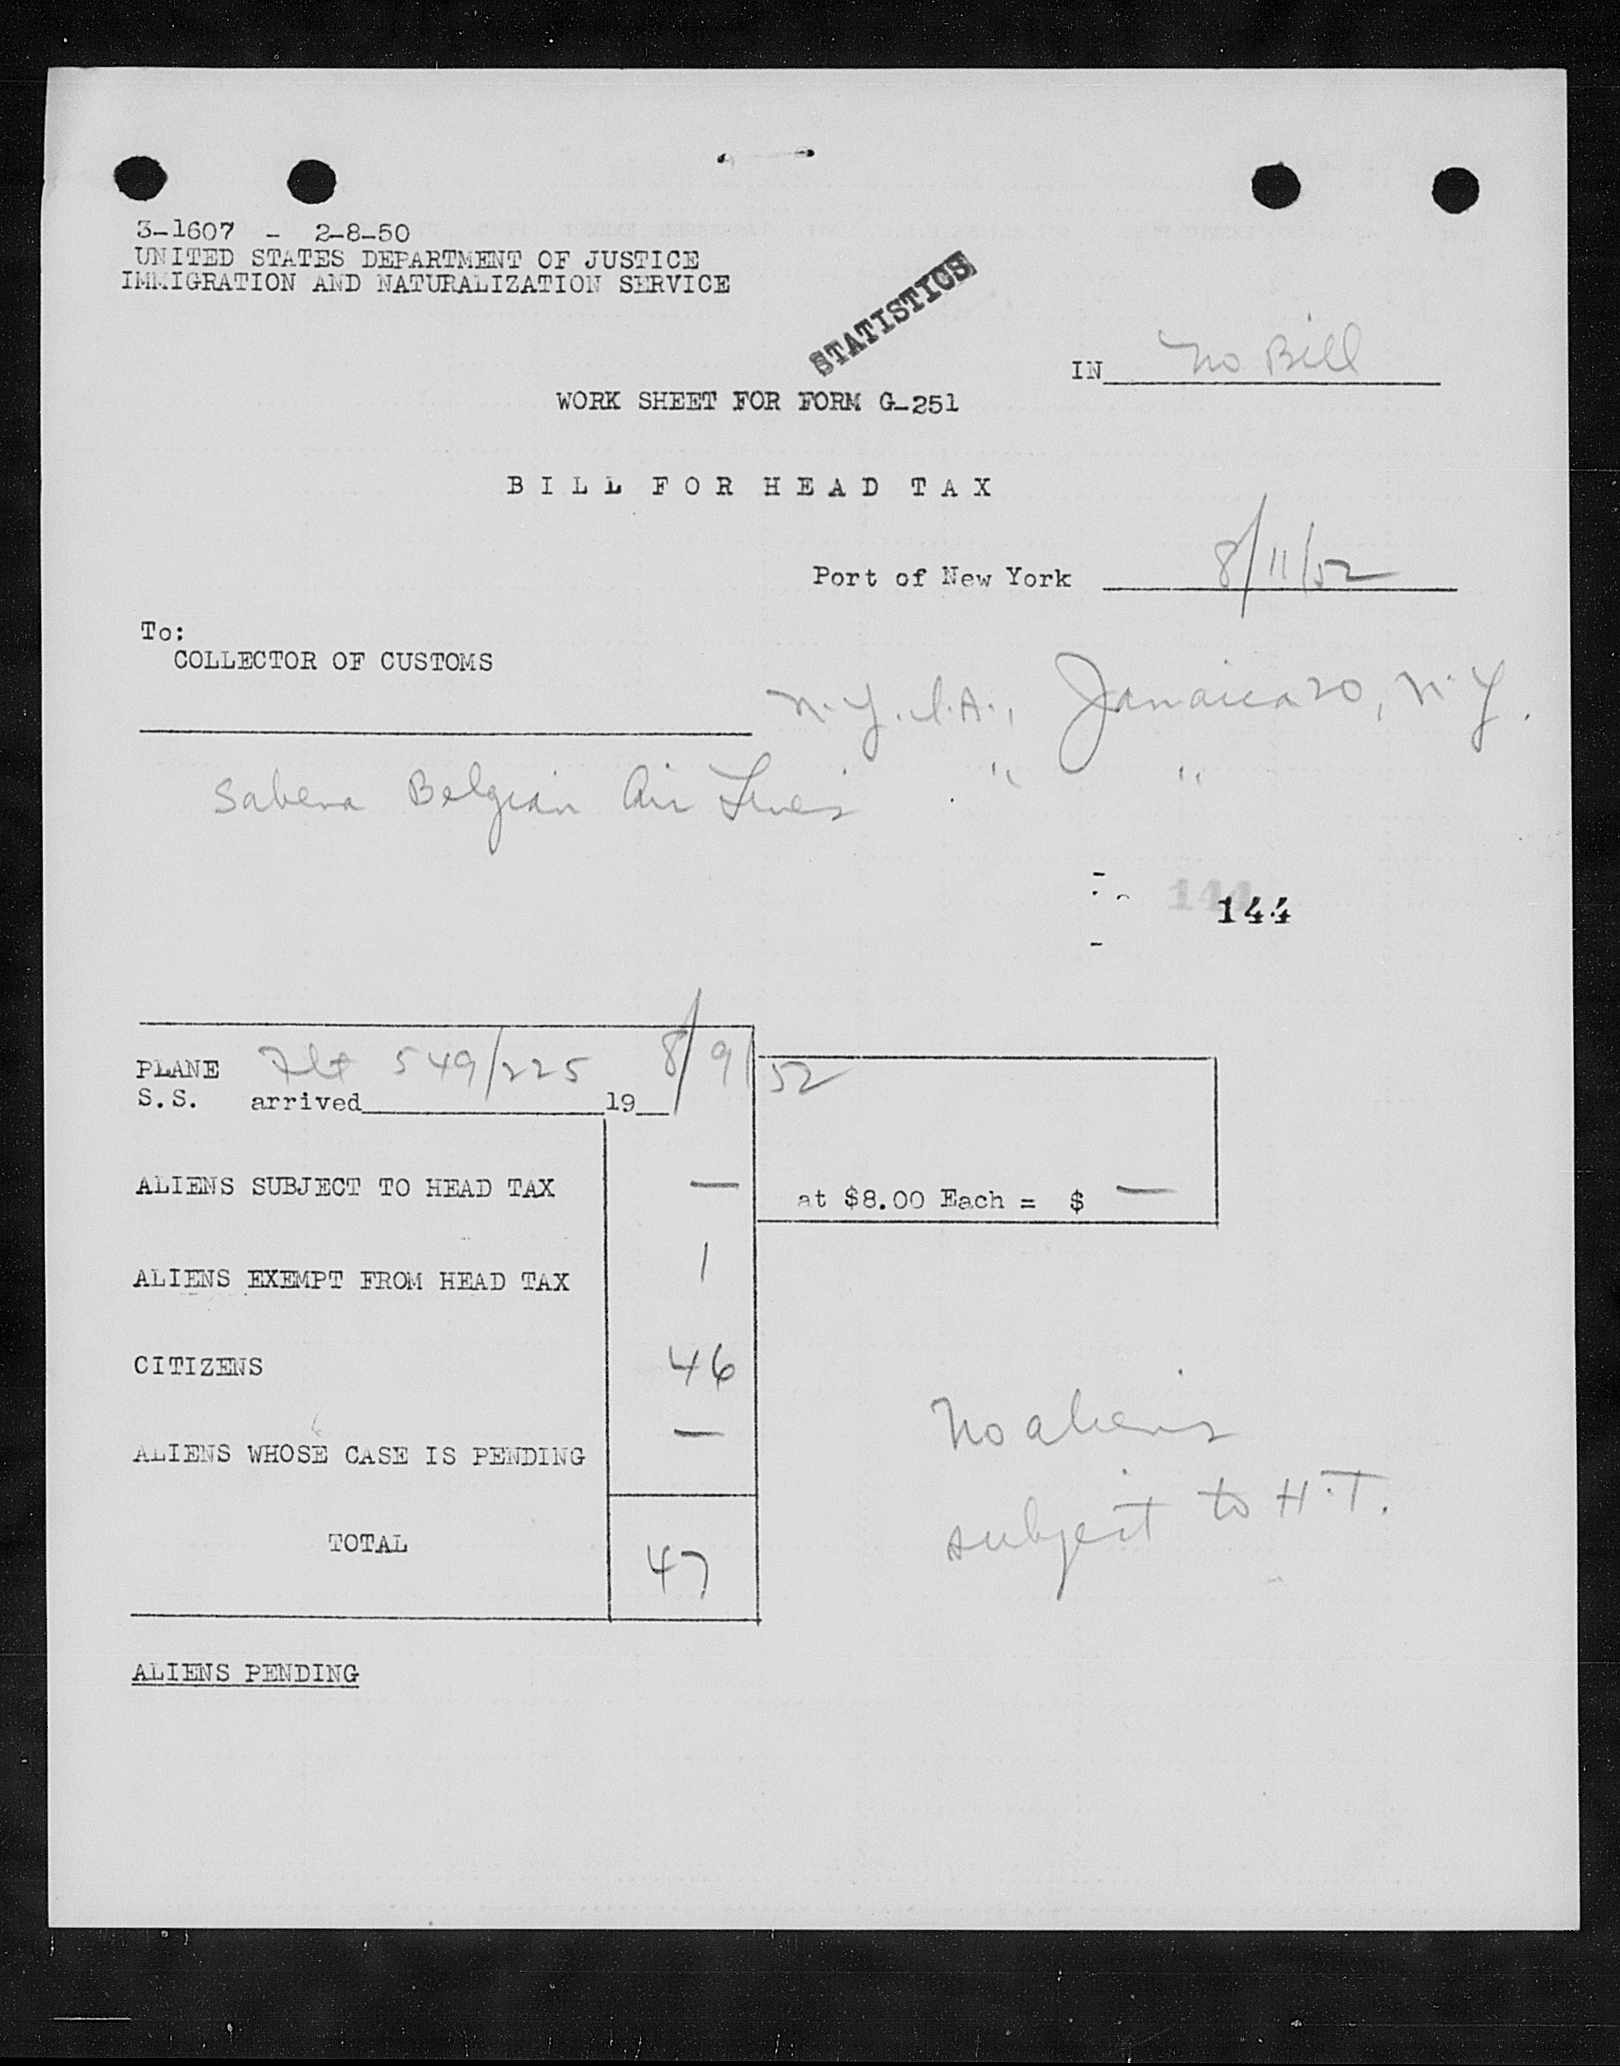 3-1607 - 2-8-50
UNITED STATES DEPARTMENT OF JUSTICE
IMMIGRATION AND NATURALIZATION SERVICE
STATISTICS
IN No Bill
WORK SHEET FOR FORM G-251
BILL FOR HEAD TAX
Port of New York 8/11/52
To:
COLLECTOR OF CUSTOMS
N.Y.I.A., Jamaica 20, N.Y.
Sabena Belgian Air Lines " "
144
144
PLANE Flt 549/225 8/9/52
S.S. arrived 19
ALIENS SUBJECT TO HEAD TAX — at $8.00 Each = $ —
ALIENS EXEMPT FROM HEAD TAX 1
CITIZENS 46
ALIENS WHOSE CASE IS PENDING —
No aliens
subject to H.T.
TOTAL 47
ALIENS PENDING